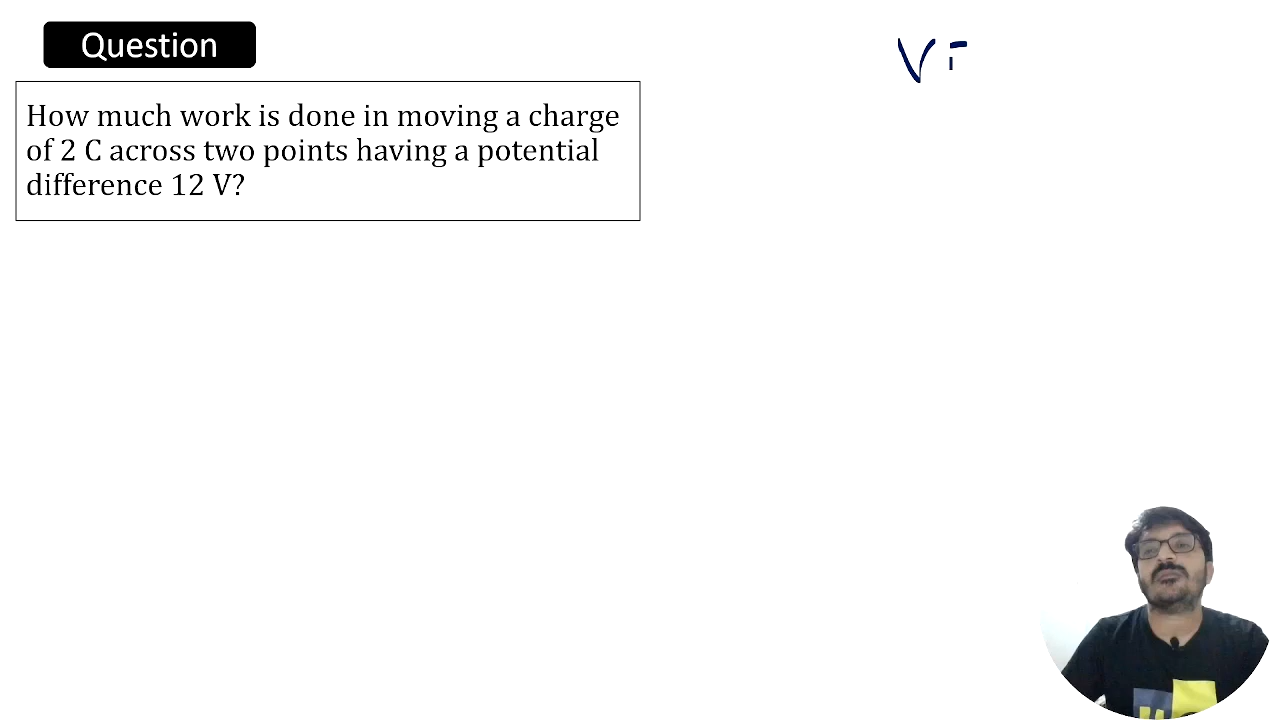 Question
How much work is done in moving a charge
of 2 C across two points having a potential
difference 12 V?
V